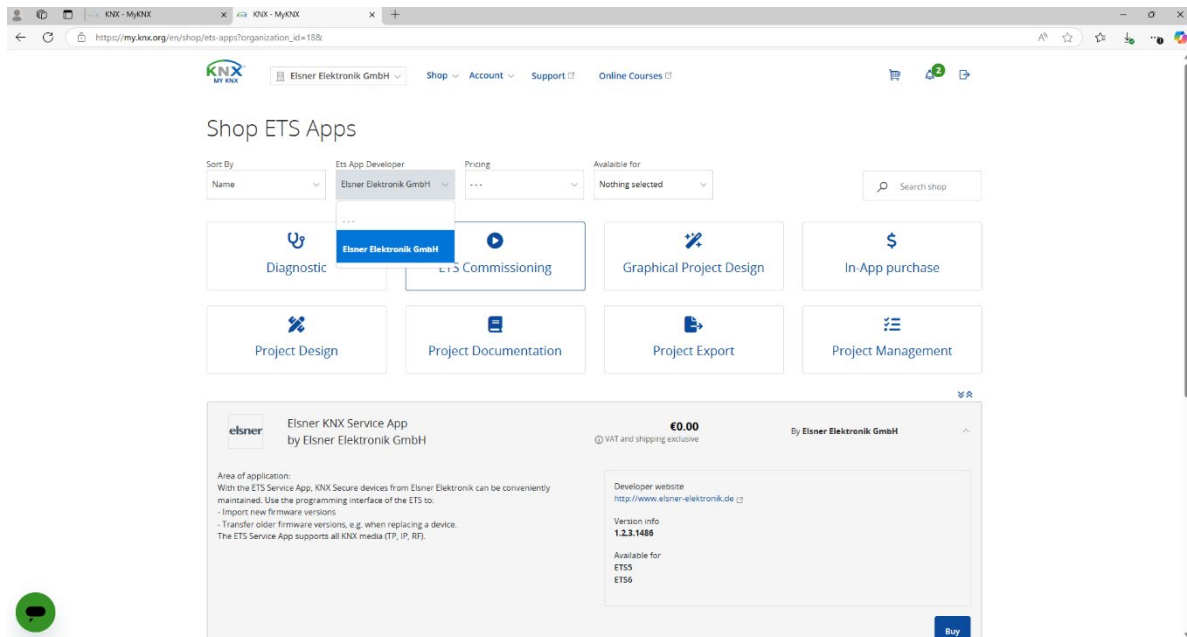 KNX - MyKNX
KNX - MyKNX
https://my.knx.org/en/shop/ets-apps?organization_id=18&
KNX
MY KNX
Elsner Elektronik GmbH
Shop
Account
Support
Online Courses
2
Shop ETS Apps
Sort By
Ets App Developer
Pricing
Avalaible for
Name
Elsner Elektronik GmbH
---
Nothing selected
Search shop
---
Elsner Elektronik GmbH
Diagnostic
ETS Commissioning
Graphical Project Design
In-App purchase
Project Design
Project Documentation
Project Export
Project Management
elsner
Elsner KNX Service App
by Elsner Elektronik GmbH
€0.00
VAT and shipping exclusive
By Elsner Elektronik GmbH
Area of application:
With the ETS Service App, KNX Secure devices from Elsner Elektronik can be conveniently
maintained. Use the programming interface of the ETS to:
- Import new firmware versions
- Transfer older firmware versions, e.g. when replacing a device.
The ETS Service App supports all KNX media (TP, IP, RF).
Developer website
http://www.elsner-elektronik.de
Version info
1.2.3.1486
Available for
ETS5
ETS6
Buy